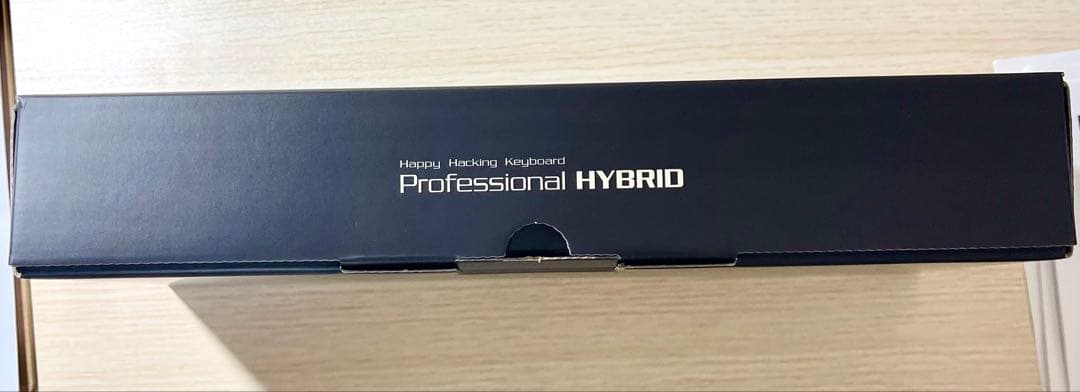 Happy Hacking Keyboard
Professional HYBRID